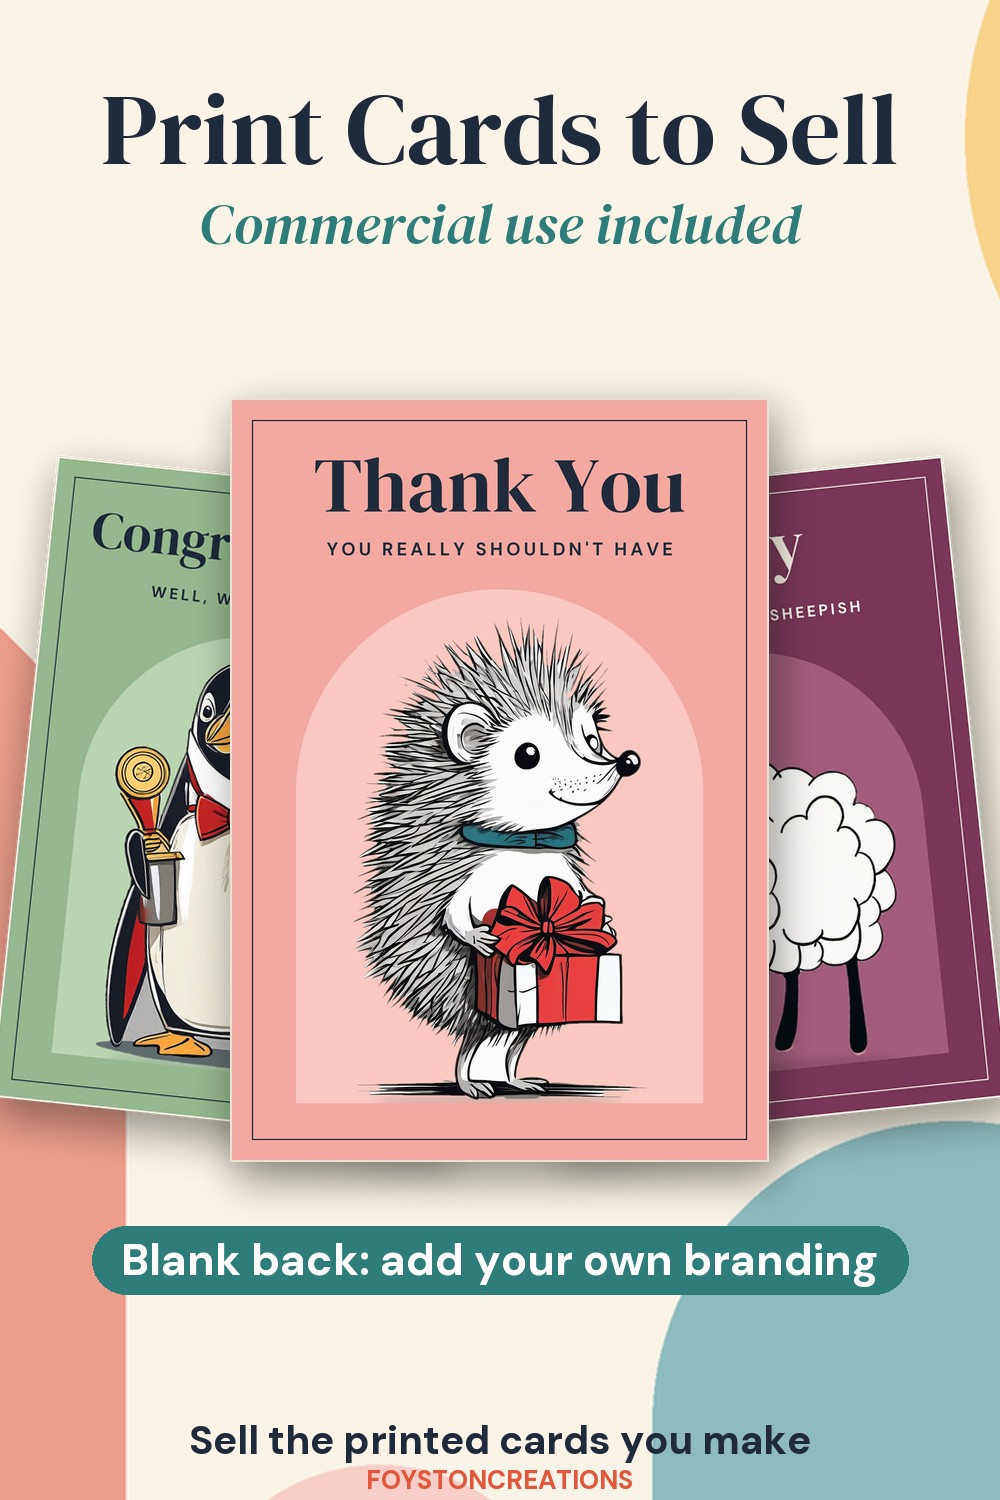 Print Cards to Sell
Commercial use included
Thank You
YOU REALLY SHOULDN'T HAVE
Congr
WELL, W
y
SHEEPISH
Blank back: add your own branding
Sell the printed cards you make
FOYSTONCREATIONS